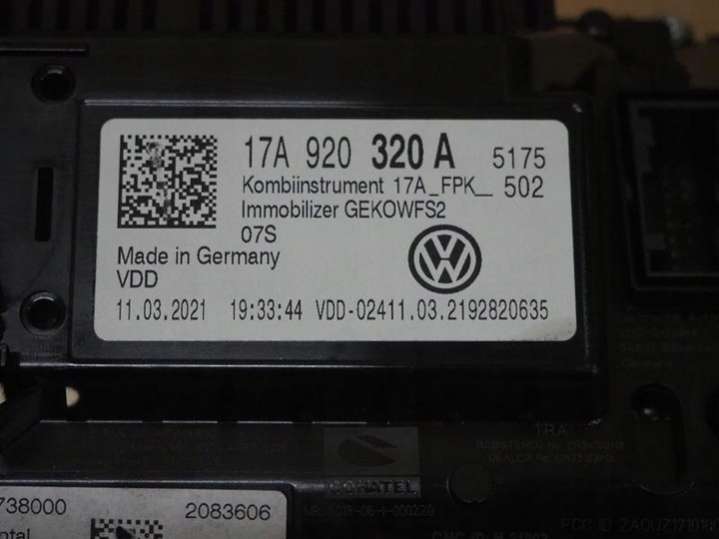 17A 920 320 A 5175
Kombiinstrument 17A_FPK_ 502
Immobilizer GEKOWFS2
07S
Made in Germany
VDD
11.03.2021 19:33:44 VDD-02411.03.2192820635
TRA
738000 2083606